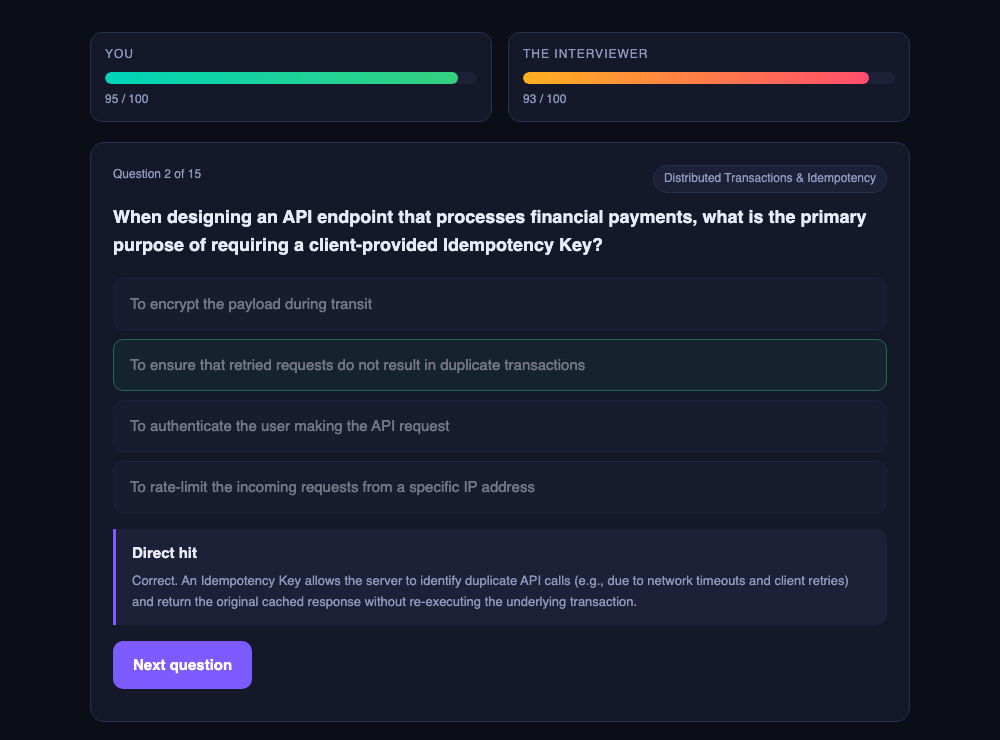 YOU
95 / 100
THE INTERVIEWER
93 / 100
Question 2 of 15
Distributed Transactions & Idempotency
When designing an API endpoint that processes financial payments, what is the primary
purpose of requiring a client-provided Idempotency Key?
To encrypt the payload during transit
To ensure that retried requests do not result in duplicate transactions
To authenticate the user making the API request
To rate-limit the incoming requests from a specific IP address
Direct hit
Correct. An Idempotency Key allows the server to identify duplicate API calls (e.g., due to network timeouts and client retries)
and return the original cached response without re-executing the underlying transaction.
Next question